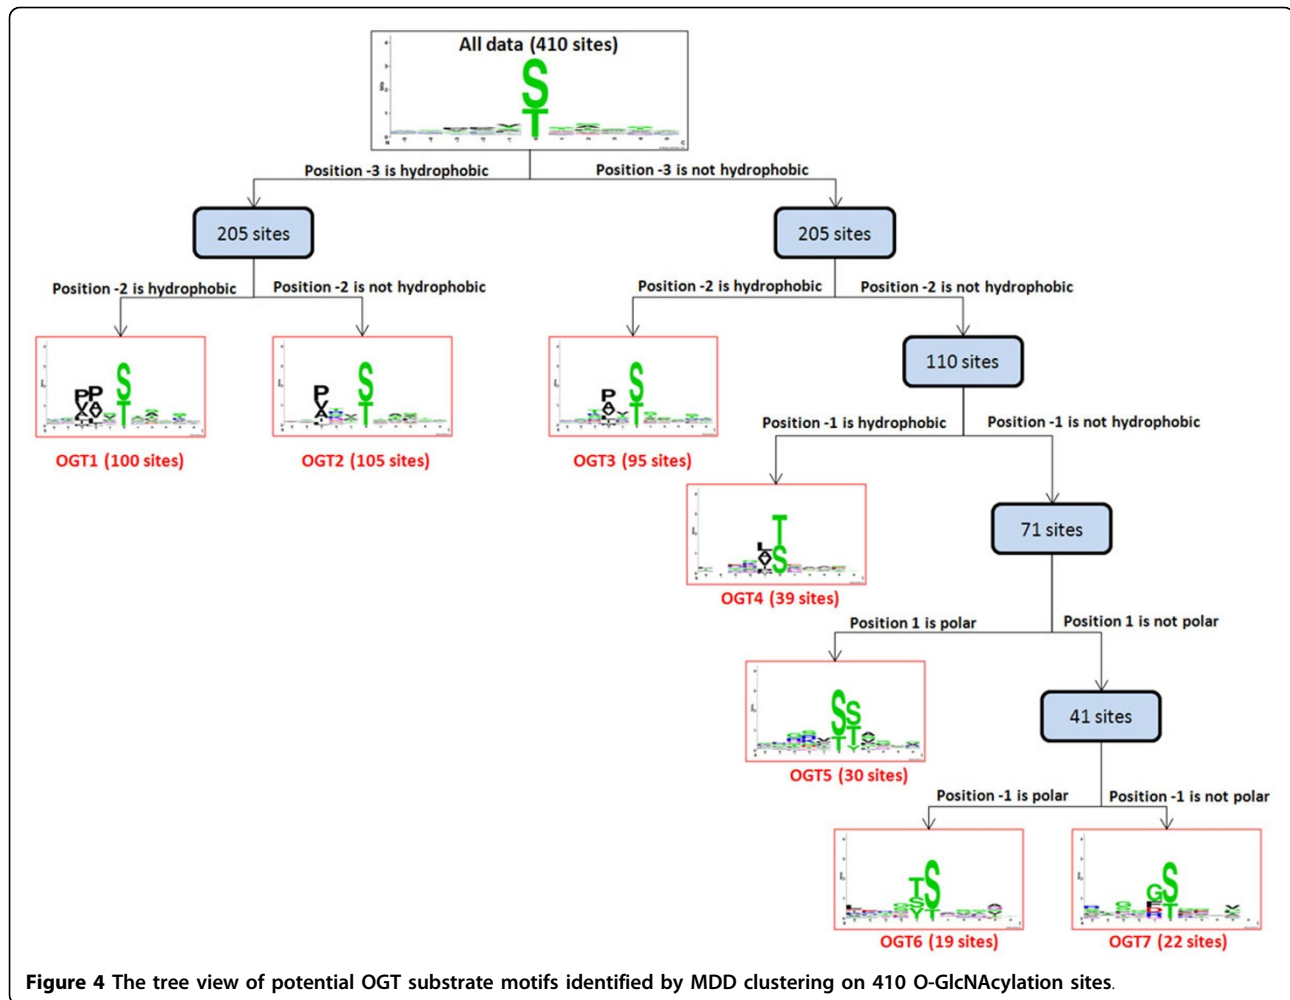 All data (410 sites)
S
T
Position -3 is hydrophobic
Position -3 is not hydrophobic
205 sites
205 sites
Position -2 is hydrophobic
Position -2 is not hydrophobic
Position -2 is hydrophobic
Position -2 is not hydrophobic
110 sites
P P S
T
P S
T
P S
T
OGT1 (100 sites)
OGT2 (105 sites)
OGT3 (95 sites)
Position -1 is hydrophobic
Position -1 is not hydrophobic
71 sites
T
L S
OGT4 (39 sites)
Position 1 is polar
Position 1 is not polar
S S
T T
41 sites
OGT5 (30 sites)
Position -1 is polar
Position -1 is not polar
T S
S
Y T
G S
T
OGT6 (19 sites)
OGT7 (22 sites)
Figure 4 The tree view of potential OGT substrate motifs identified by MDD clustering on 410 O-GlcNAcylation sites.